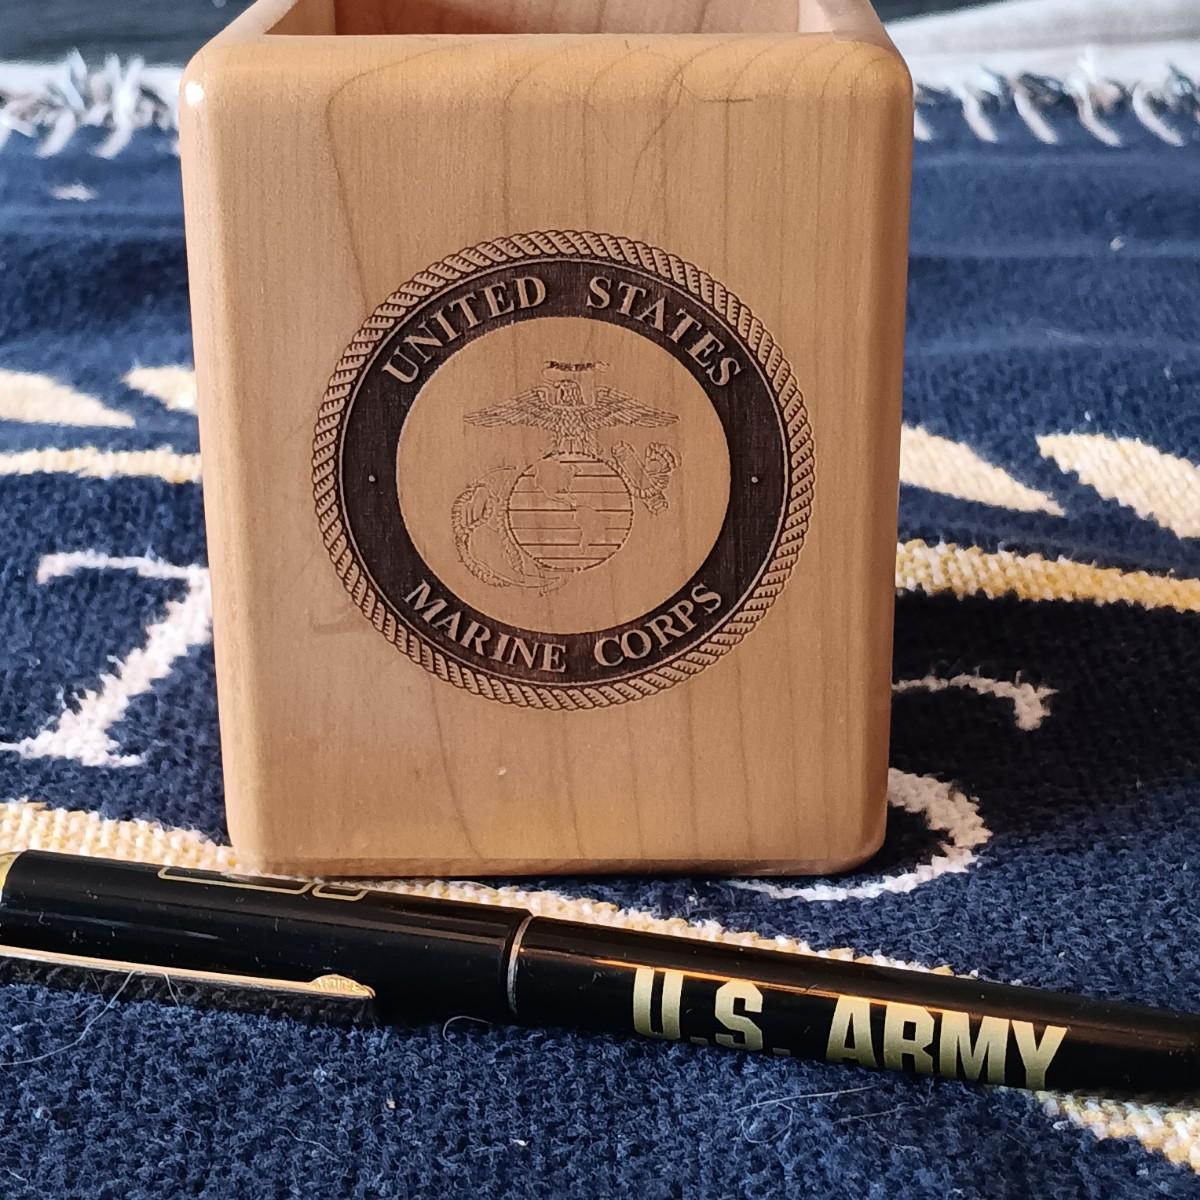 UNITED STATES
MARINE CORPS
U.S. ARMY